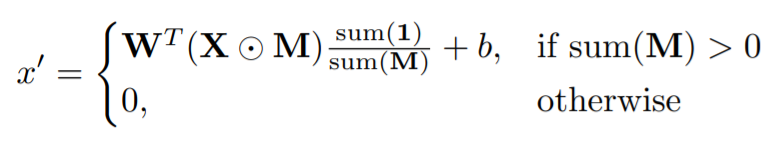 x′ = { W^T(X ⊙ M) sum(1)/sum(M) + b, if sum(M) > 0
0, otherwise